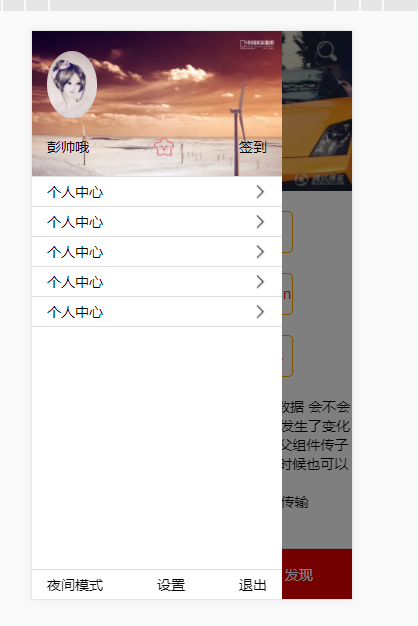 彭帅哦
签到
个人中心
个人中心
个人中心
个人中心
个人中心
n
数据 会不会
发生了变化
父组件传子
时候也可以
传输
夜间模式
设置
退出
发现